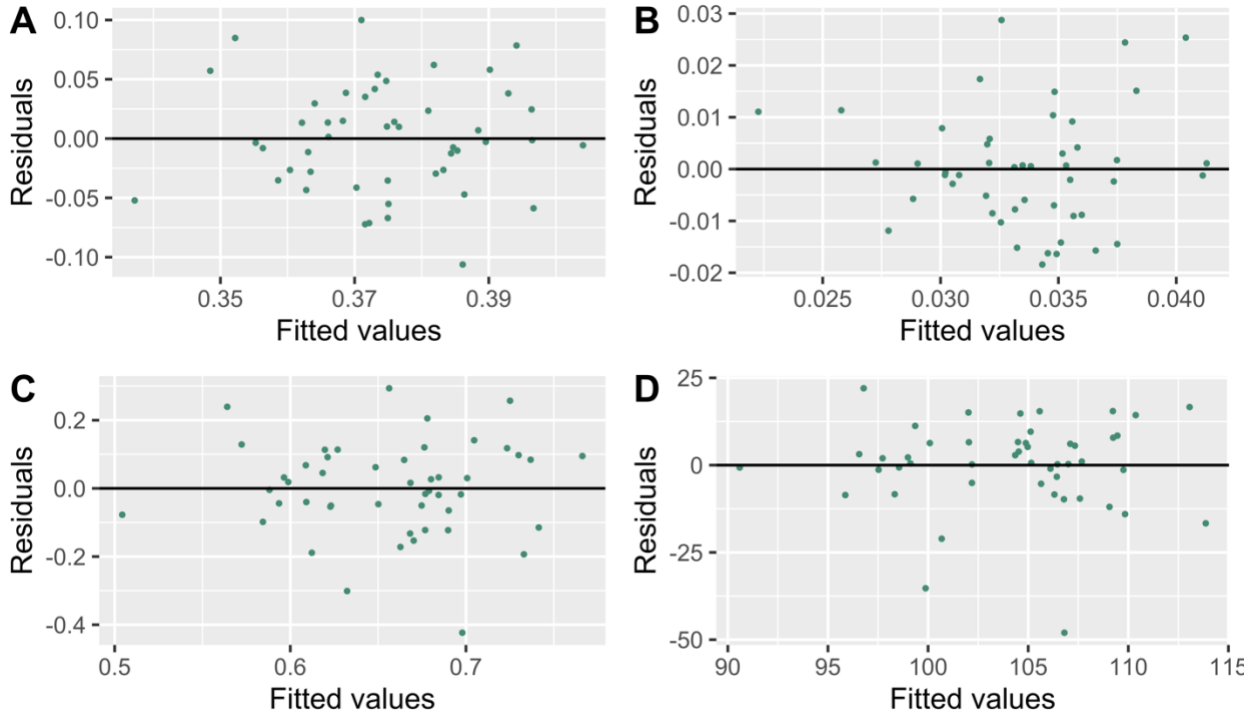 A
Residuals
0.10
0.05
0.00
-0.05
-0.10
0.35
0.37
0.39
Fitted values
B
Residuals
0.03
0.02
0.01
0.00
-0.01
-0.02
0.025
0.030
0.035
0.040
Fitted values
C
Residuals
0.2
0.0
-0.2
-0.4
0.5
0.6
0.7
Fitted values
D
Residuals
25
0
-25
-50
90
95
100
105
110
115
Fitted values